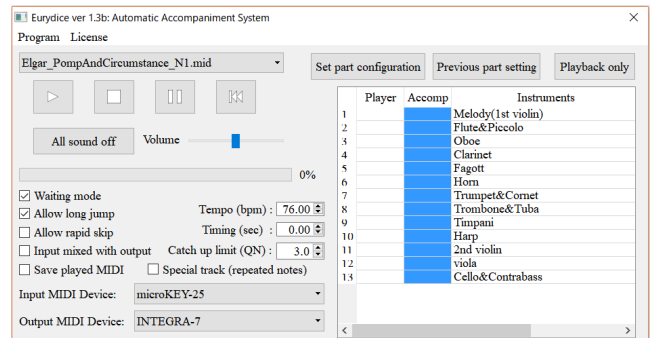 Eurydice ver 1.3b: Automatic Accompaniment System
Program License
Elgar_PompAndCircumstance_N1.mid
Set part configuration Previous part setting Playback only
All sound off Volume
0%
Waiting mode
Allow long jump Tempo (bpm) : 76.00
Allow rapid skip Timing (sec) : 0.00
Input mixed with output Catch up limit (QN) : 3.0
Save played MIDI Special track (repeated notes)
Input MIDI Device: microKEY-25
Output MIDI Device: INTEGRA-7
Player Accomp Instruments
1 Melody(1st violin)
2 Flute&Piccolo
3 Oboe
4 Clarinet
5 Fagott
6 Horn
7 Trumpet&Cornet
8 Trombone&Tuba
9 Timpani
10 Harp
11 2nd violin
12 viola
13 Cello&Contrabass